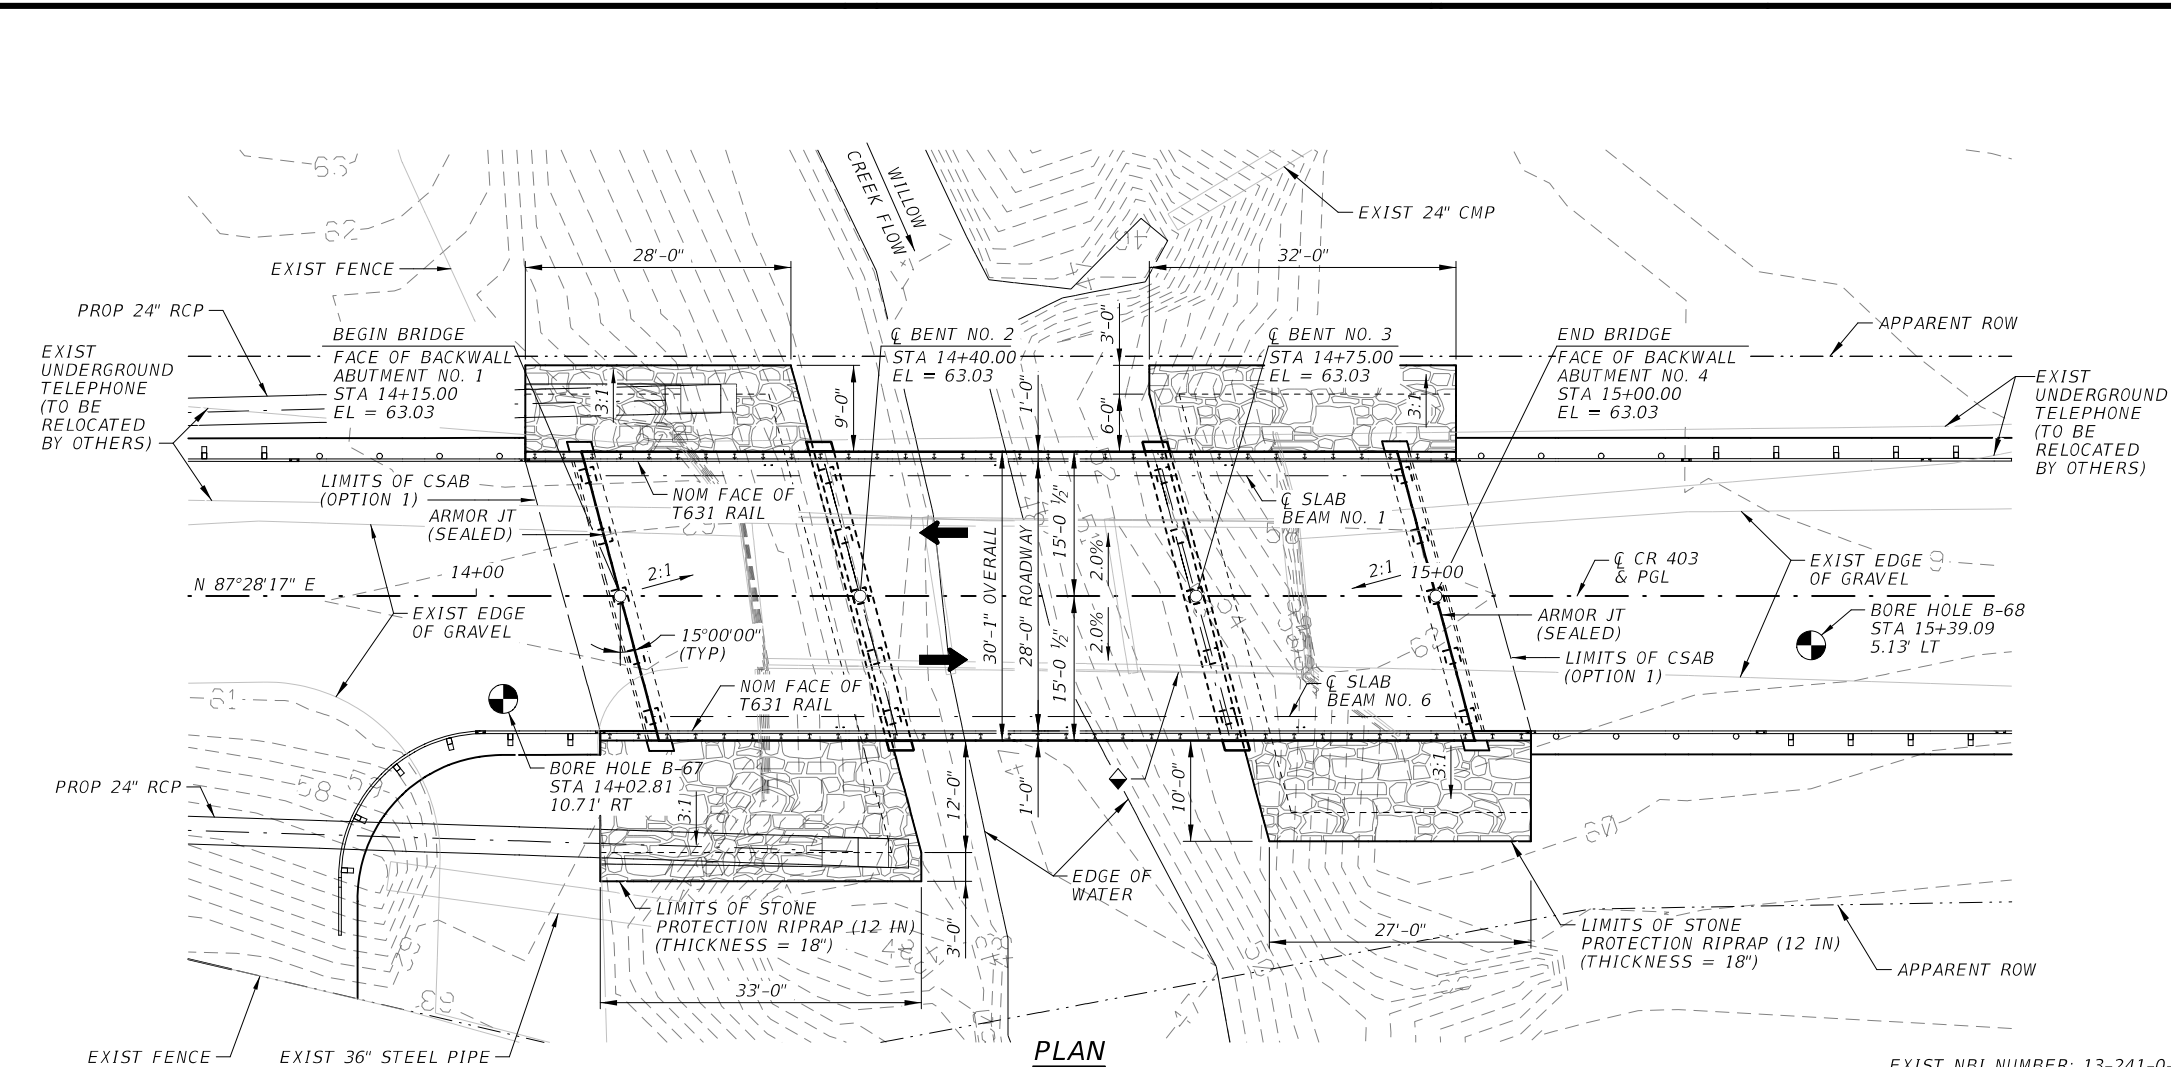 63
62
WILLOW
CREEK FLOW
EXIST 24" CMP
EXIST FENCE
28'-0"
32'-0"
PROP 24" RCP
BEGIN BRIDGE
FACE OF BACKWALL
ABUTMENT NO. 1
STA 14+15.00
EL = 63.03
℄ BENT NO. 2
STA 14+40.00
EL = 63.03
3'-0"
℄ BENT NO. 3
STA 14+75.00
EL = 63.03
END BRIDGE
FACE OF BACKWALL
ABUTMENT NO. 4
STA 15+00.00
EL = 63.03
APPARENT ROW
EXIST
UNDERGROUND
TELEPHONE
(TO BE
RELOCATED
BY OTHERS)
EXIST
UNDERGROUND
TELEPHONE
(TO BE
RELOCATED
BY OTHERS)
3:1
9'-0"
1'-0"
6'-0"
3:1
LIMITS OF CSAB
(OPTION 1)
ARMOR JT
(SEALED)
NOM FACE OF
T631 RAIL
℄ SLAB
BEAM NO. 1
N 87°28'17" E
14+00
2:1
30'-1" OVERALL
28'-0" ROADWAY
15'-0 ½"
15'-0 ½"
2.0%
2.0%
2:1
15+00
℄ CR 403
& PGL
EXIST EDGE
OF GRAVEL
EXIST EDGE
OF GRAVEL
15°00'00"
(TYP)
ARMOR JT
(SEALED)
BORE HOLE B-68
STA 15+39.09
5.13' LT
LIMITS OF CSAB
(OPTION 1)
61
NOM FACE OF
T631 RAIL
℄ SLAB
BEAM NO. 6
BORE HOLE B-67
STA 14+02.81
10.71' RT
PROP 24" RCP
58
3:1
12'-0"
1'-0"
10'-0"
3:1
60
EDGE OF
WATER
LIMITS OF STONE
PROTECTION RIPRAP (12 IN)
(THICKNESS = 18")
3'-0"
27'-0"
LIMITS OF STONE
PROTECTION RIPRAP (12 IN)
(THICKNESS = 18")
APPARENT ROW
33'-0"
EXIST FENCE
EXIST 36" STEEL PIPE
PLAN
EXIST NBI NUMBER: 13-241-0-